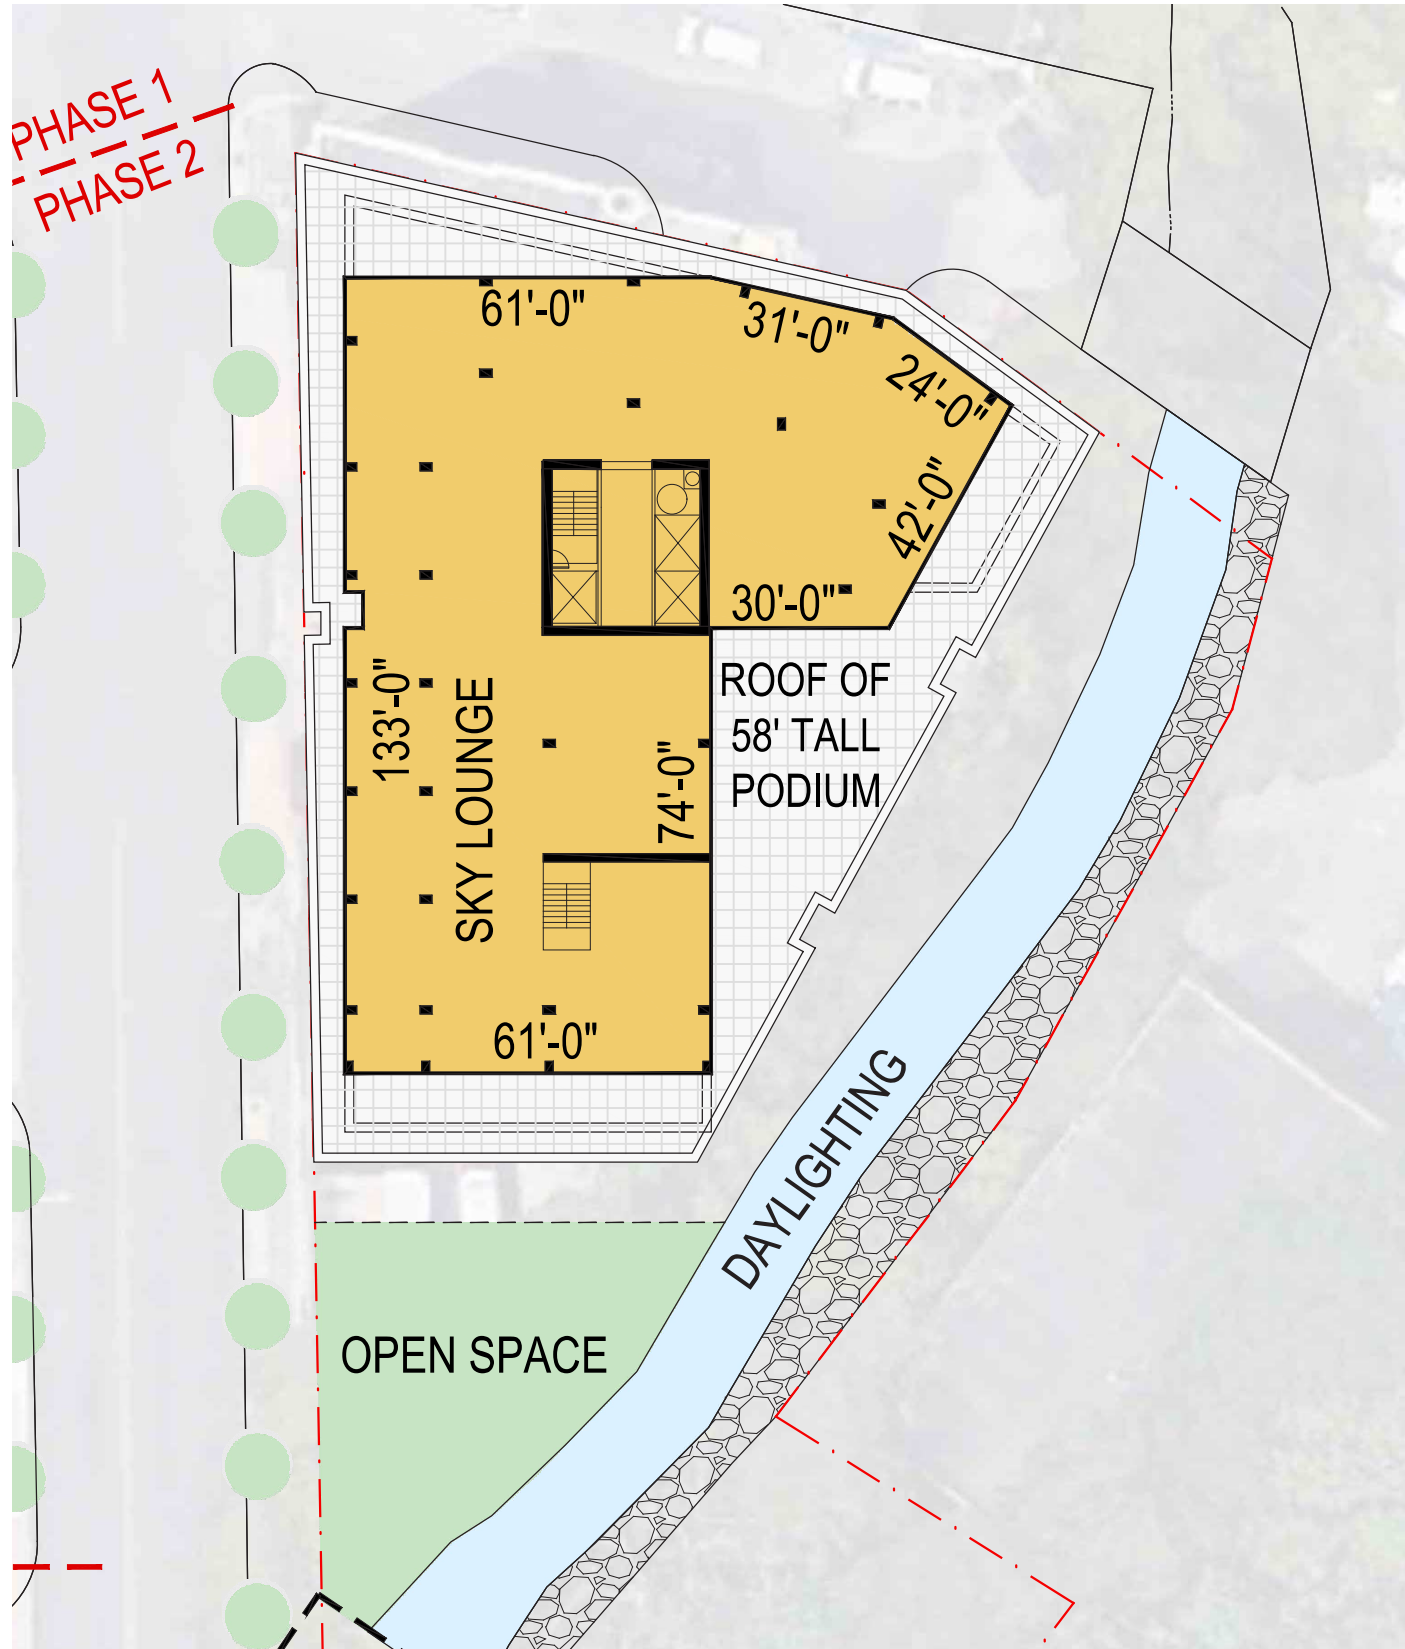 PHASE 1
PHASE 2
61'-0"
31'-0"
24'-0"
42'-0"
30'-0"
133'-0"
SKY LOUNGE
74'-0"
ROOF OF
58' TALL
PODIUM
61'-0"
DAYLIGHTING
OPEN SPACE